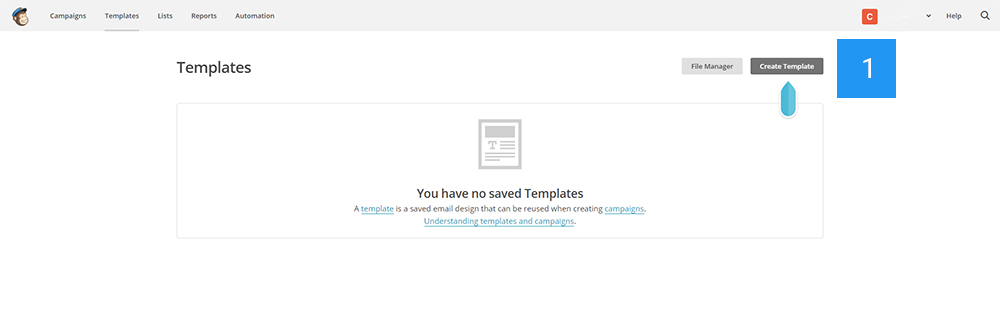 Campaigns Templates Lists Reports Automation C Help
Templates
File Manager Create Template 1
T
You have no saved Templates
A template is a saved email design that can be reused when creating campaigns.
Understanding templates and campaigns.